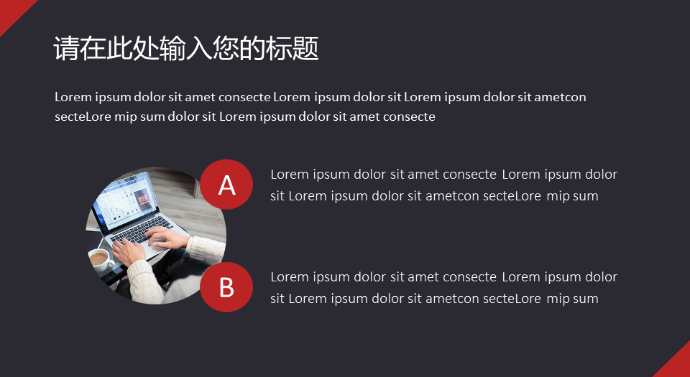 请在此处输入您的标题
Lorem ipsum dolor sit amet consecte Lorem ipsum dolor sit Lorem ipsum dolor sit ametcon
secteLore mip sum dolor sit Lorem ipsum dolor sit amet consecte
A
Lorem ipsum dolor sit amet consecte Lorem ipsum dolor
sit Lorem ipsum dolor sit ametcon secteLore mip sum
B
Lorem ipsum dolor sit amet consecte Lorem ipsum dolor
sit Lorem ipsum dolor sit ametcon secteLore mip sum